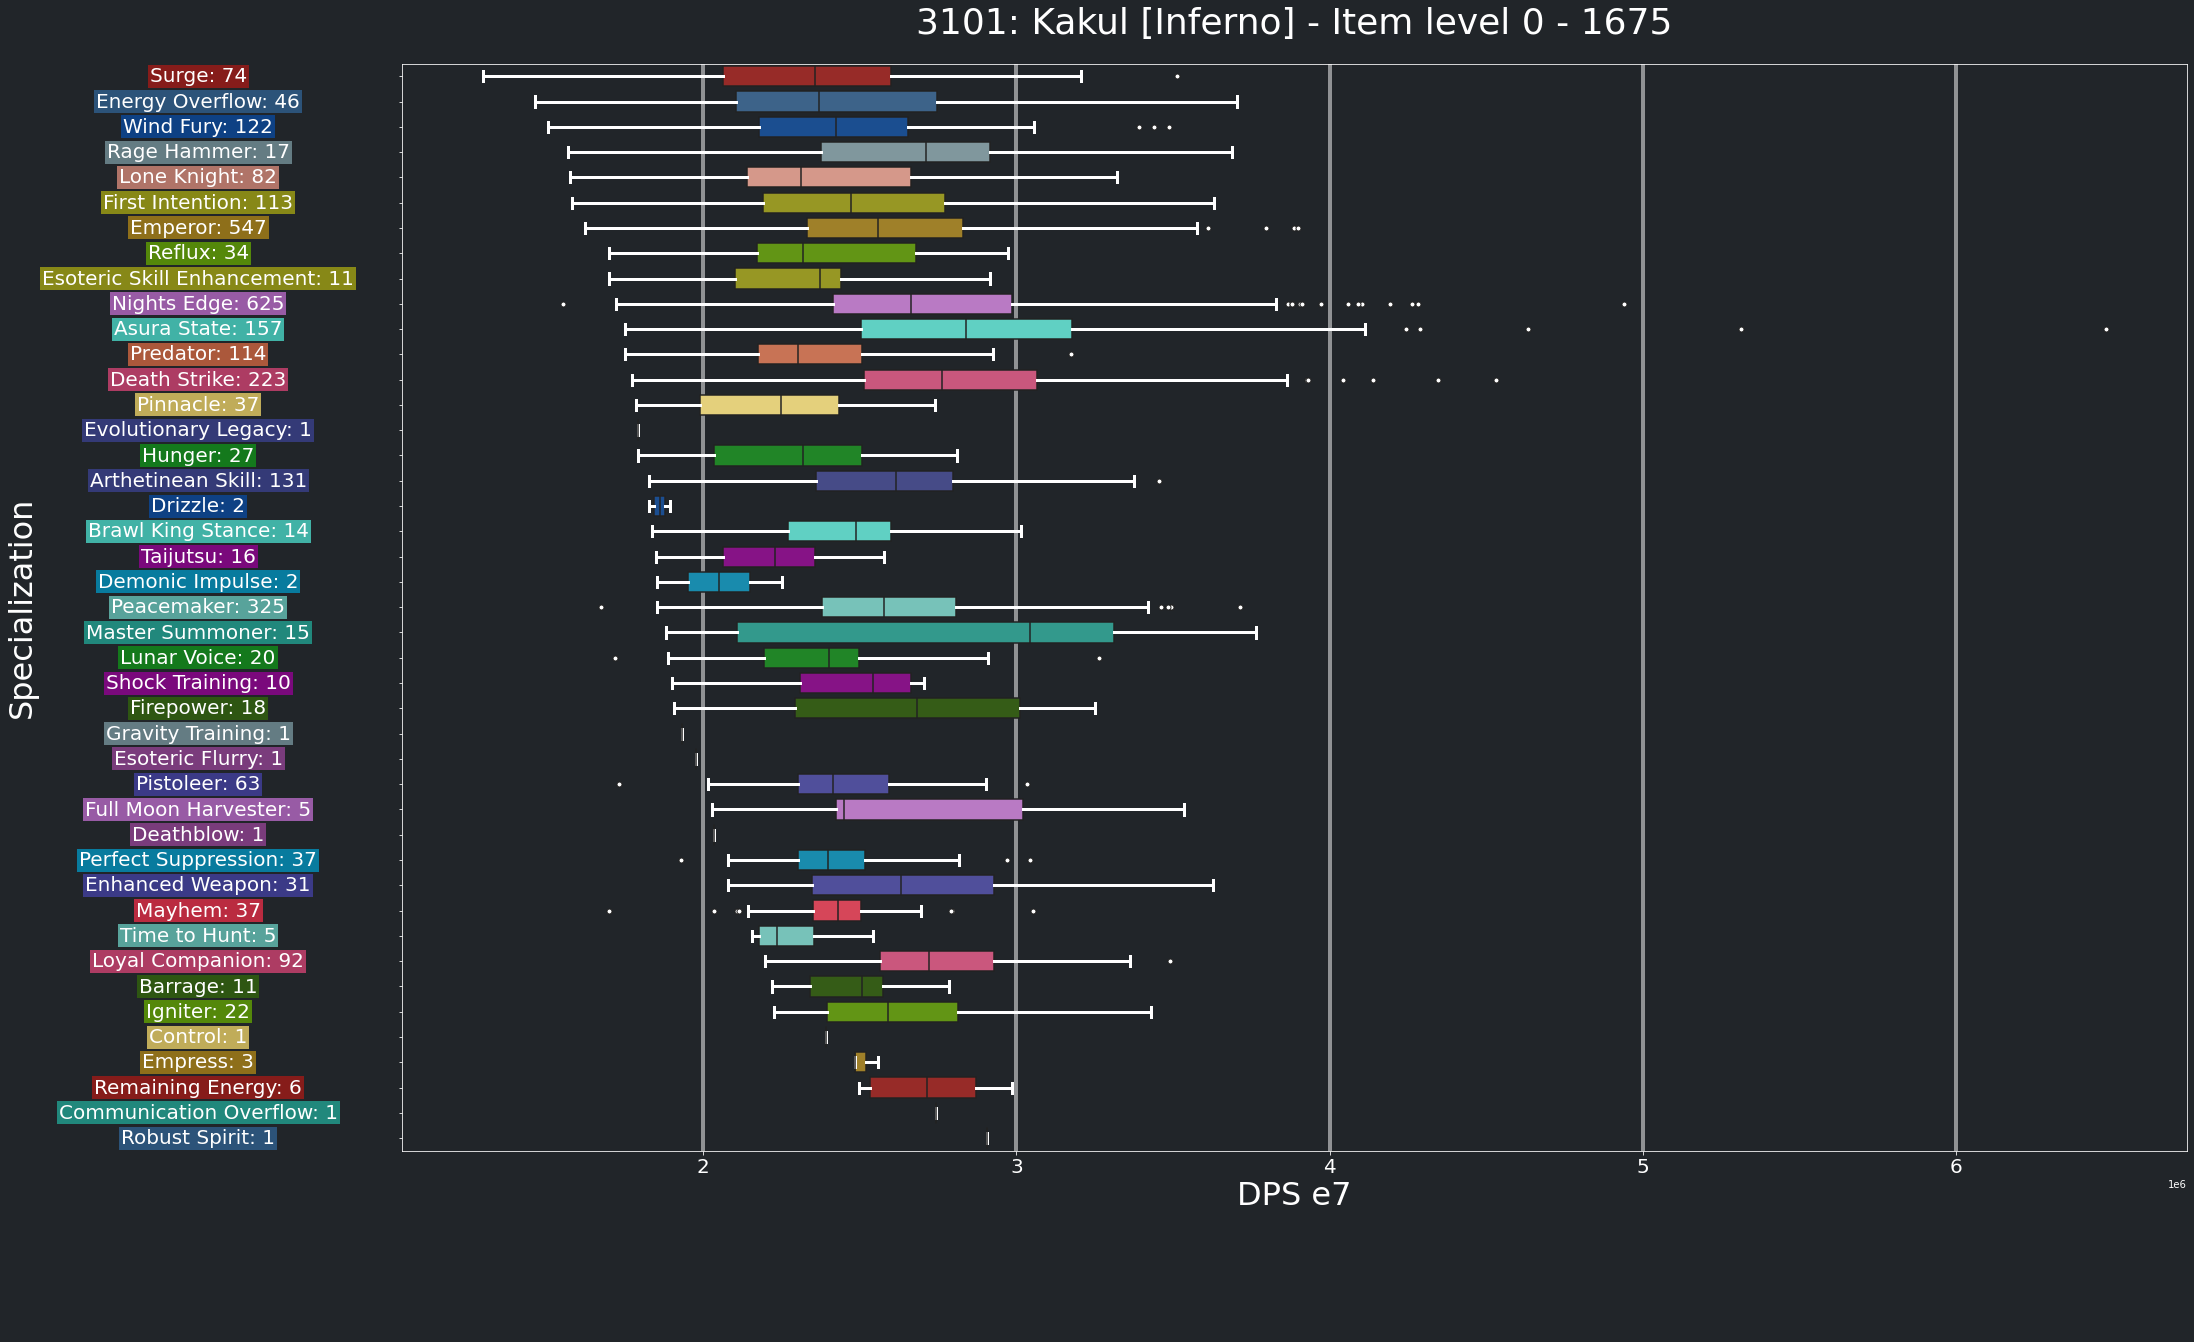 3101: Kakul [Inferno] - Item level 0 - 1675
Specialization
Surge: 74
Energy Overflow: 46
Wind Fury: 122
Rage Hammer: 17
Lone Knight: 82
First Intention: 113
Emperor: 547
Reflux: 34
Esoteric Skill Enhancement: 11
Nights Edge: 625
Asura State: 157
Predator: 114
Death Strike: 223
Pinnacle: 37
Evolutionary Legacy: 1
Hunger: 27
Arthetinean Skill: 131
Drizzle: 2
Brawl King Stance: 14
Taijutsu: 16
Demonic Impulse: 2
Peacemaker: 325
Master Summoner: 15
Lunar Voice: 20
Shock Training: 10
Firepower: 18
Gravity Training: 1
Esoteric Flurry: 1
Pistoleer: 63
Full Moon Harvester: 5
Deathblow: 1
Perfect Suppression: 37
Enhanced Weapon: 31
Mayhem: 37
Time to Hunt: 5
Loyal Companion: 92
Barrage: 11
Igniter: 22
Control: 1
Empress: 3
Remaining Energy: 6
Communication Overflow: 1
Robust Spirit: 1
2 3 4 5 6
DPS e7
1e6